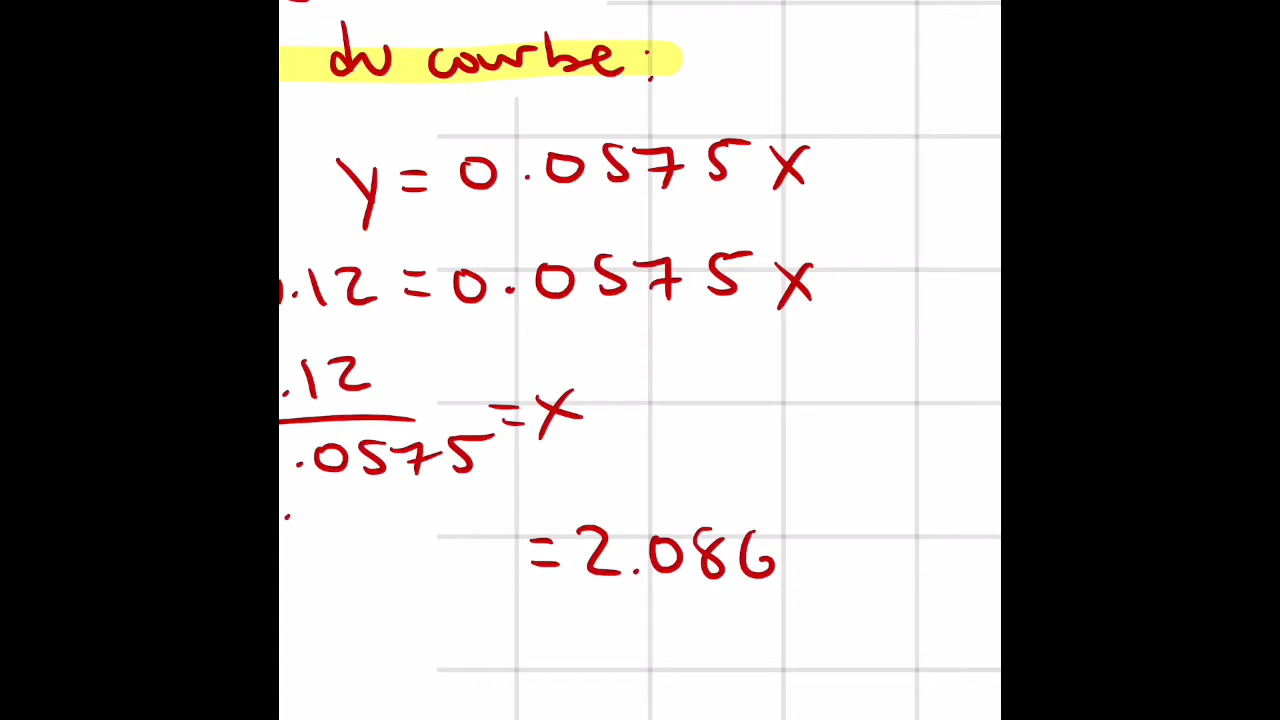 du courbe:
y = 0.0575 x
.12 = 0.0575 x
.12
.0575 = x
= 2.086